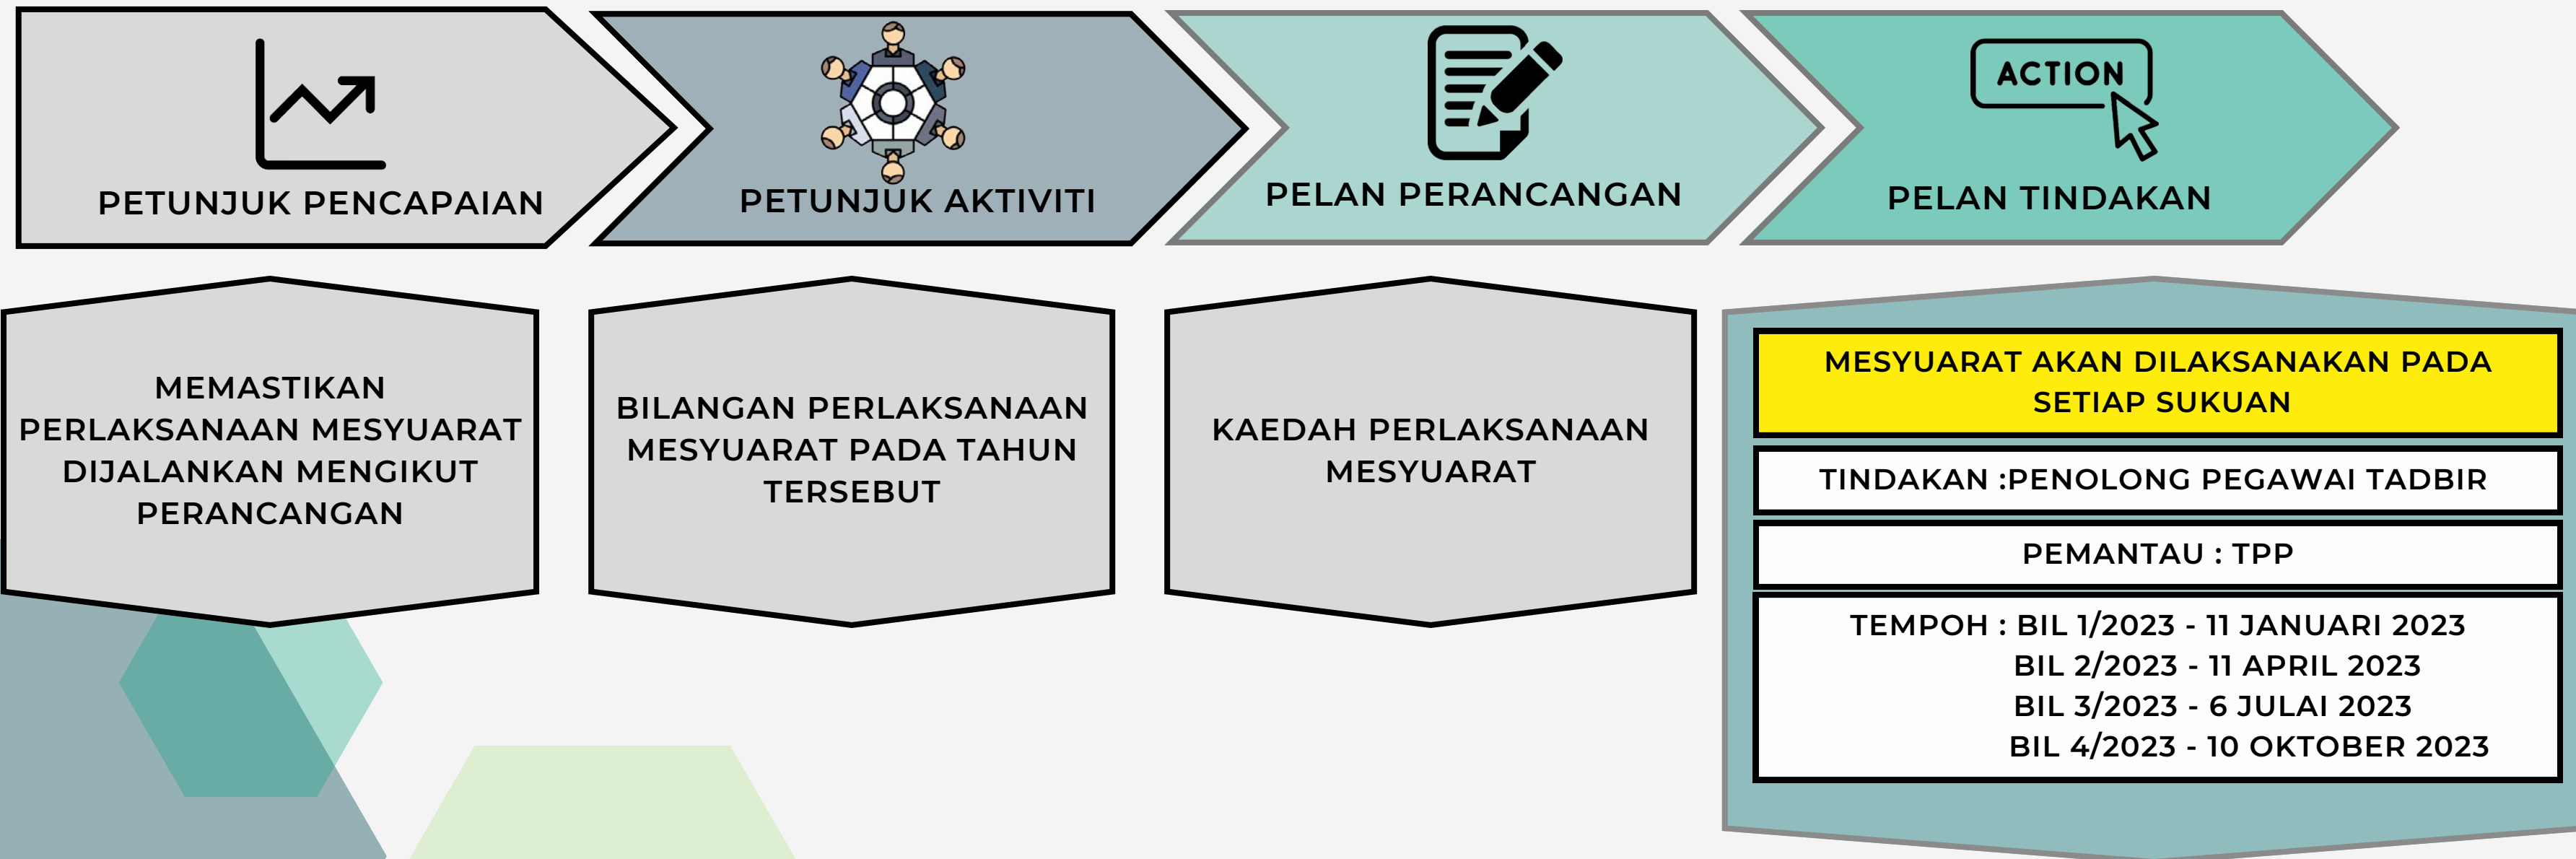 PETUNJUK PENCAPAIAN
PETUNJUK AKTIVITI
PELAN PERANCANGAN
ACTION
PELAN TINDAKAN
MEMASTIKAN
PERLAKSANAAN MESYUARAT
DIJALANKAN MENGIKUT
PERANCANGAN
BILANGAN PERLAKSANAAN
MESYUARAT PADA TAHUN
TERSEBUT
KAEDAH PERLAKSANAAN
MESYUARAT
MESYUARAT AKAN DILAKSANAKAN PADA
SETIAP SUKUAN
TINDAKAN :PENOLONG PEGAWAI TADBIR
PEMANTAU : TPP
TEMPOH : BIL 1/2023 - 11 JANUARI 2023
BIL 2/2023 - 11 APRIL 2023
BIL 3/2023 - 6 JULAI 2023
BIL 4/2023 - 10 OKTOBER 2023